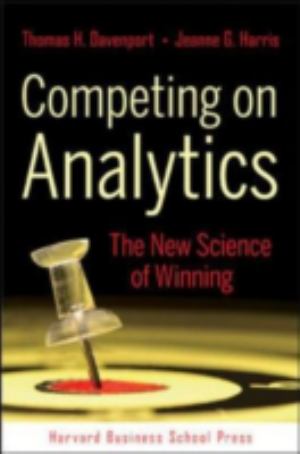 Thomas H. Davenport • Jeanne G. Harris
Competing on
Analytics
The New Science
of Winning
Harvard Business School Press